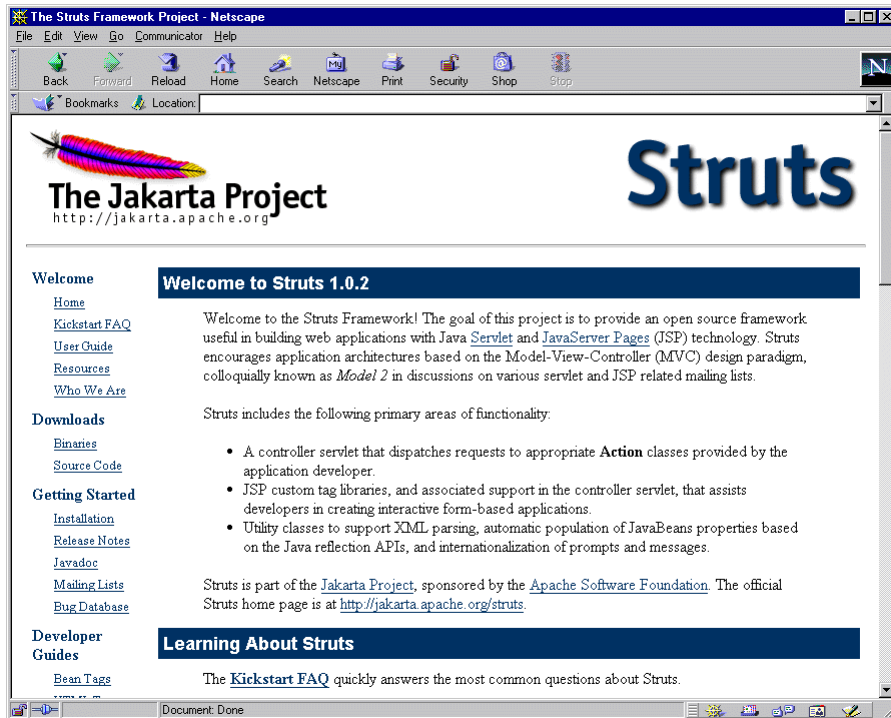 The Struts Framework Project - Netscape
File Edit View Go Communicator Help
Back Forward Reload Home Search Netscape Print Security Shop Stop
My
N
Bookmarks Location:
The Jakarta Project
http://jakarta.apache.org
Struts
Welcome
Home
Kickstart FAQ
User Guide
Resources
Who We Are
Downloads
Binaries
Source Code
Getting Started
Installation
Release Notes
Javadoc
Mailing Lists
Bug Database
Developer
Guides
Bean Tags
Welcome to Struts 1.0.2
Welcome to the Struts Framework! The goal of this project is to provide an open source framework
useful in building web applications with Java Servlet and JavaServer Pages (JSP) technology. Struts
encourages application architectures based on the Model-View-Controller (MVC) design paradigm,
colloquially known as Model 2 in discussions on various servlet and JSP related mailing lists.
Struts includes the following primary areas of functionality:
• A controller servlet that dispatches requests to appropriate Action classes provided by the
application developer.
• JSP custom tag libraries, and associated support in the controller servlet, that assists
developers in creating interactive form-based applications.
• Utility classes to support XML parsing, automatic population of JavaBeans properties based
on the Java reflection APIs, and internationalization of prompts and messages.
Struts is part of the Jakarta Project, sponsored by the Apache Software Foundation. The official
Struts home page is at http://jakarta.apache.org/struts.
Learning About Struts
The Kickstart FAQ quickly answers the most common questions about Struts.
Document: Done